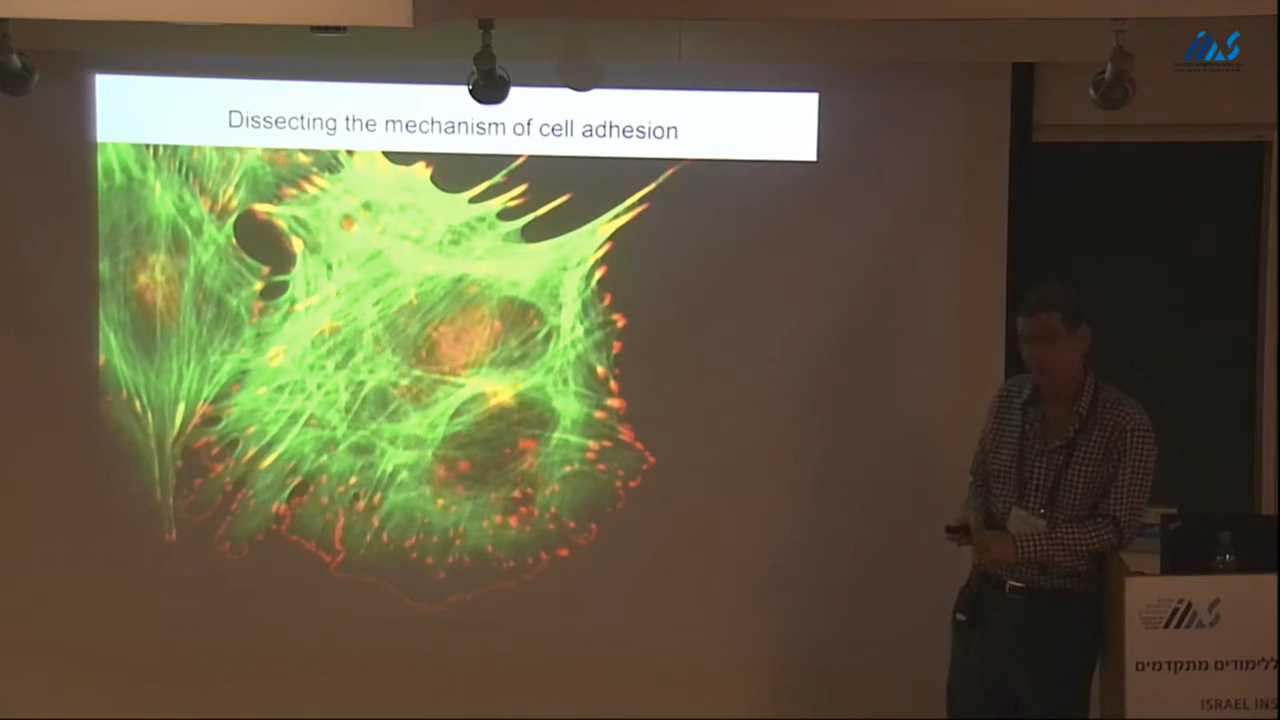 Dissecting the mechanism of cell adhesion
iias
iias
ללימודים מתקדמים
ISRAEL INS